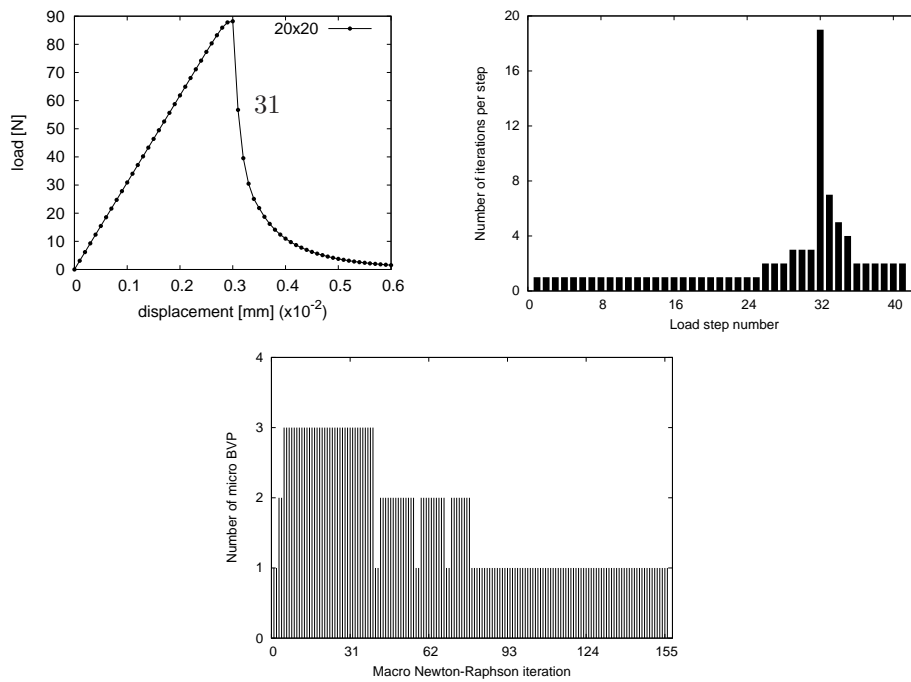 90
80
70
60
50
40
30
20
10
0
load [N]
20x20
31
0 0.1 0.2 0.3 0.4 0.5 0.6
displacement [mm] (x10⁻²)
20
16
12
8
4
0
Number of iterations per step
0 8 16 24 32 40
Load step number
4
3
2
1
0
Number of micro BVP
0 31 62 93 124 155
Macro Newton-Raphson iteration